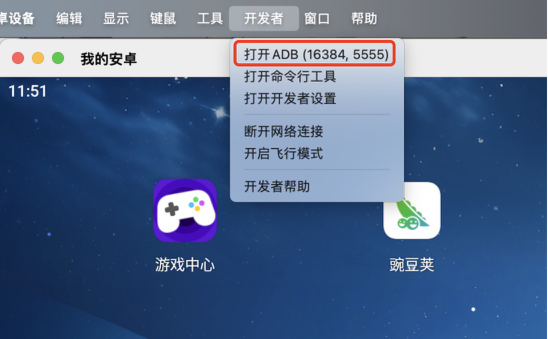 卓设备 编辑 显示 键鼠 工具 开发者 窗口 帮助
我的安卓
打开ADB (16384, 5555)
打开命令行工具
打开开发者设置
断开网络连接
开启飞行模式
开发者帮助
11:51
游戏中心 豌豆荚